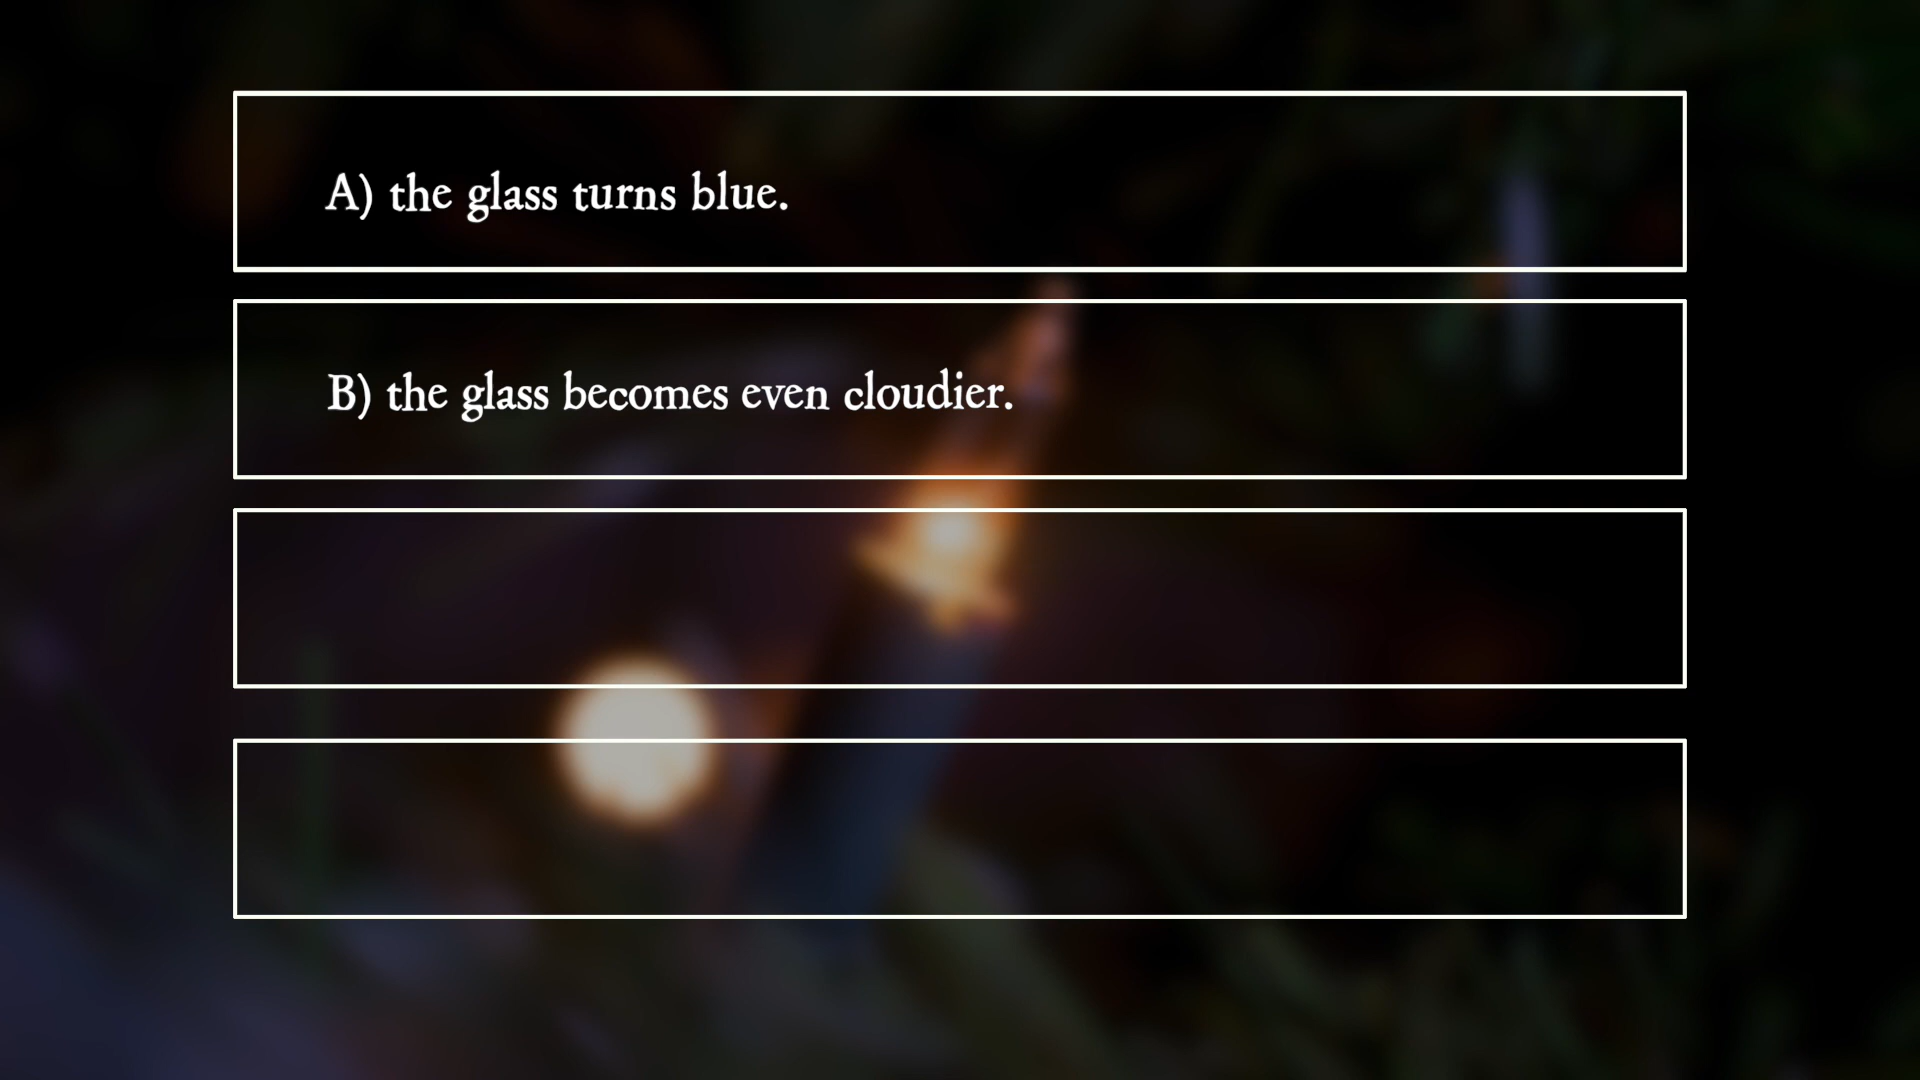 A) the glass turns blue.
B) the glass becomes even cloudier.